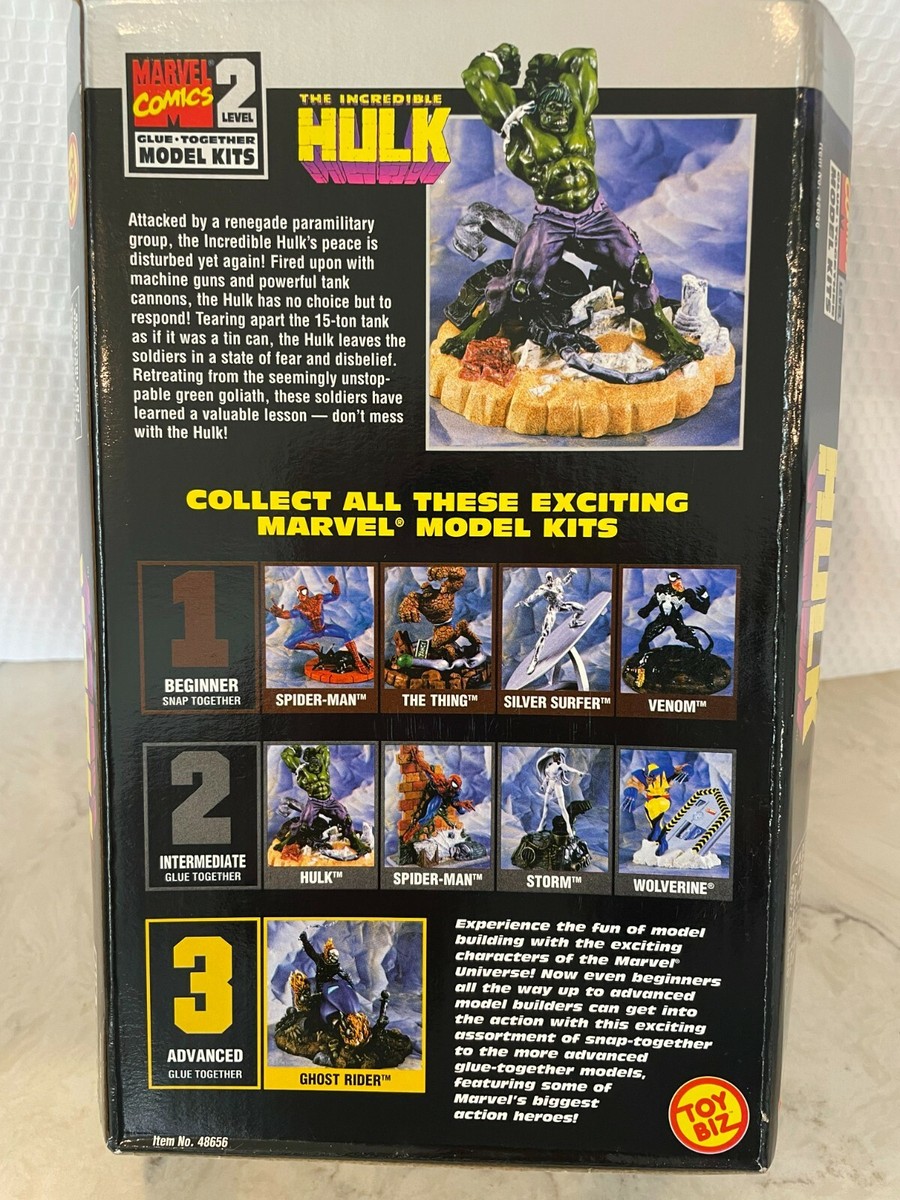 MARVEL®
COMICS
2
LEVEL
GLUE•TOGETHER
MODEL KITS
THE INCREDIBLE
HULK
Attacked by a renegade paramilitary
group, the Incredible Hulk's peace is
disturbed yet again! Fired upon with
machine guns and powerful tank
cannons, the Hulk has no choice but to
respond! Tearing apart the 15-ton tank
as if it was a tin can, the Hulk leaves the
soldiers in a state of fear and disbelief.
Retreating from the seemingly unstop-
pable green goliath, these soldiers have
learned a valuable lesson — don't mess
with the Hulk!
COLLECT ALL THESE EXCITING
MARVEL® MODEL KITS
1
BEGINNER
SNAP TOGETHER
SPIDER-MAN™
THE THING™
SILVER SURFER™
VENOM™
2
INTERMEDIATE
GLUE TOGETHER
HULK™
SPIDER-MAN™
STORM™
WOLVERINE®
3
ADVANCED
GLUE TOGETHER
GHOST RIDER™
Experience the fun of model
building with the exciting
characters of the Marvel®
Universe! Now even beginners
all the way up to advanced
model builders can get into
the action with this exciting
assortment of snap-together
to the more advanced
glue-together models,
featuring some of
Marvel's biggest
action heroes!
TOY
BIZ
Item No. 48656
HULK